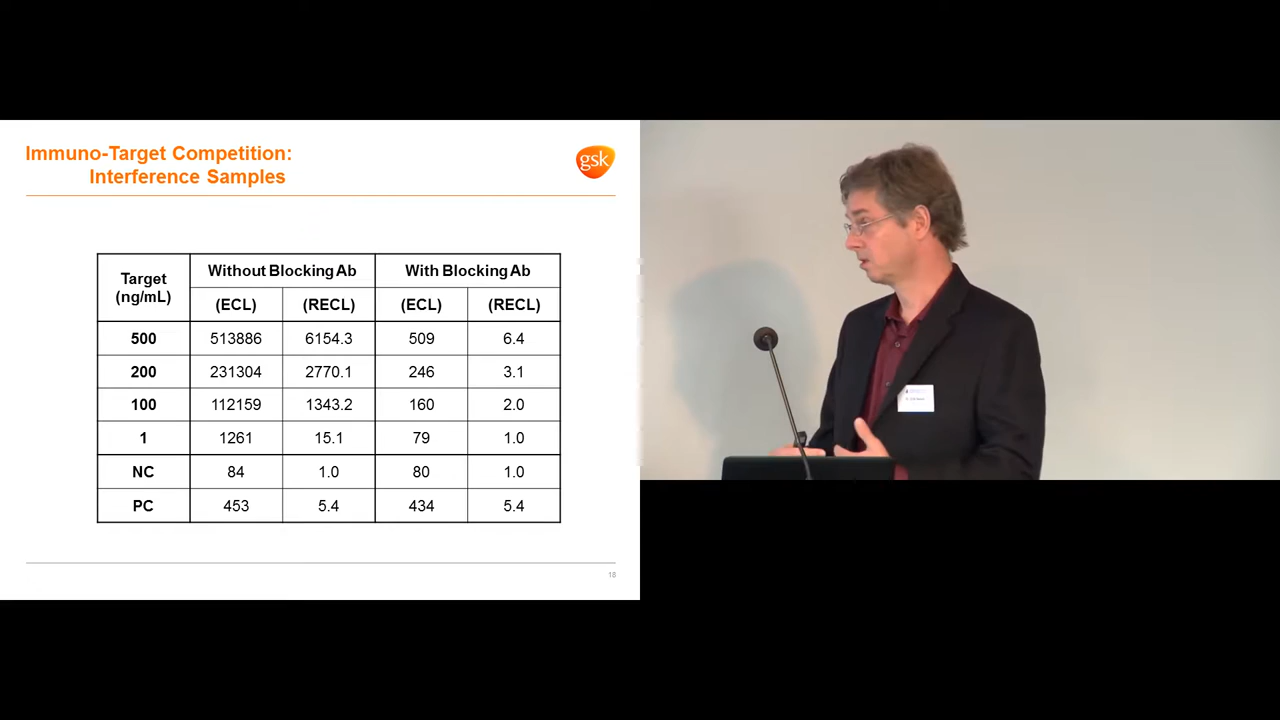 Immuno-Target Competition:
Interference Samples
gsk
Target (ng/mL) Without Blocking Ab With Blocking Ab
(ECL) (RECL) (ECL) (RECL)
500 513886 6154.3 509 6.4
200 231304 2770.1 246 3.1
100 112159 1343.2 160 2.0
1 1261 15.1 79 1.0
NC 84 1.0 80 1.0
PC 453 5.4 434 5.4
18